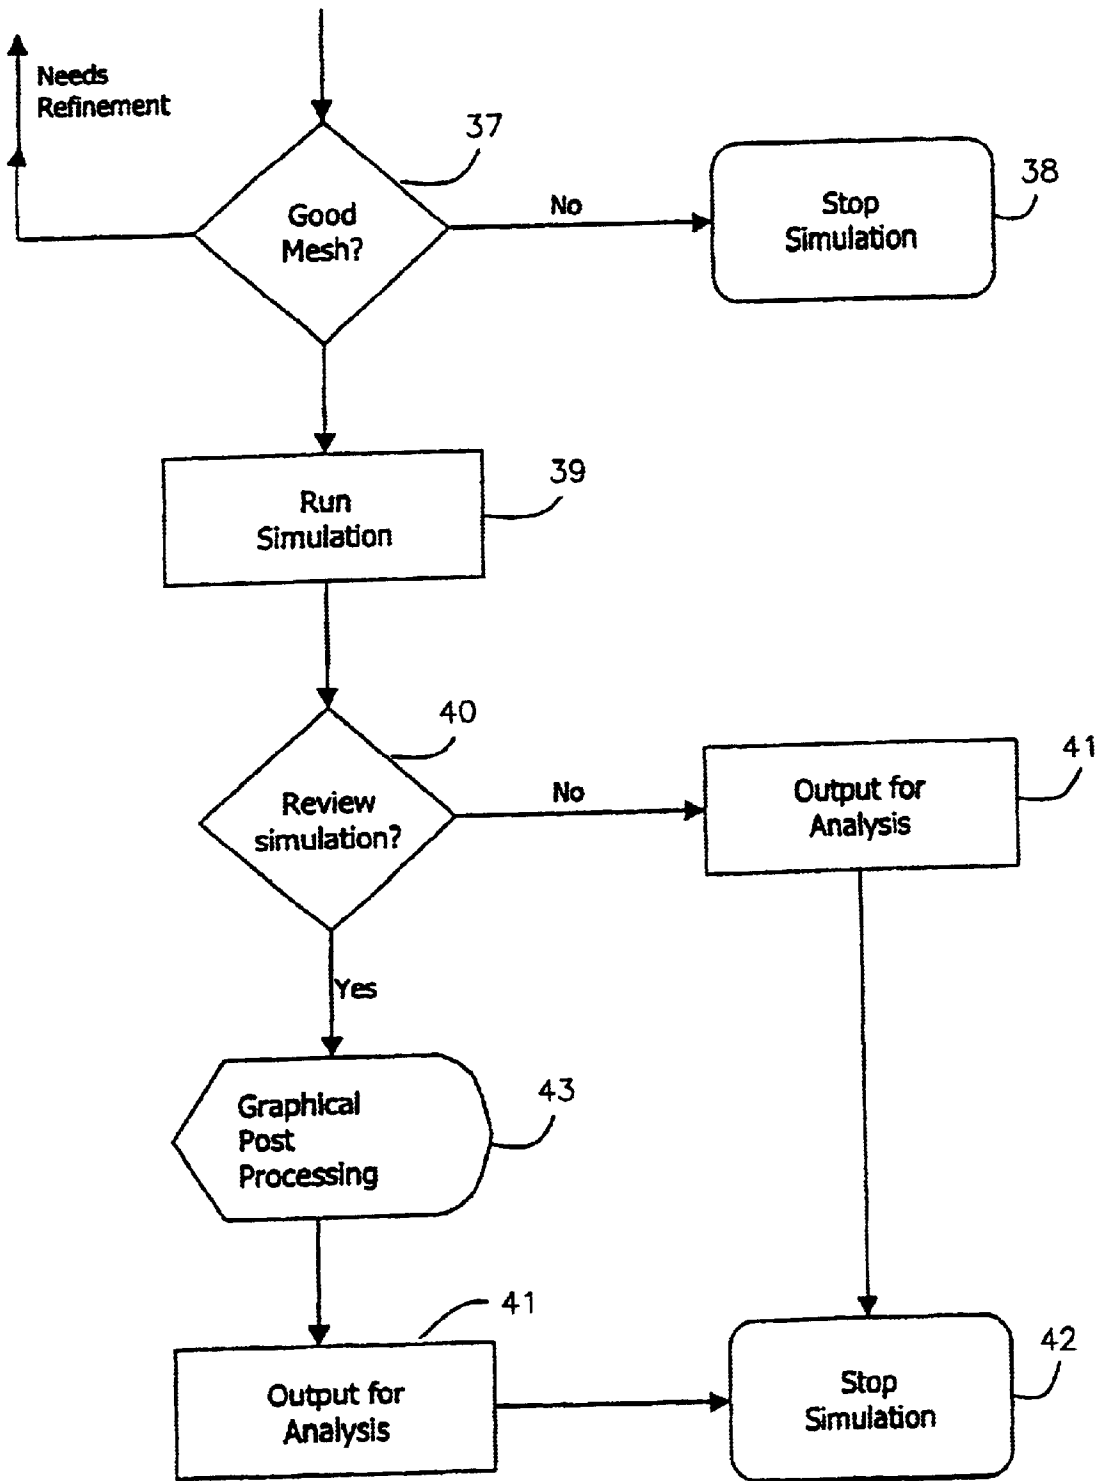 Needs
Refinement
37
Good
Mesh?
No
38
Stop
Simulation
39
Run
Simulation
40
Review
simulation?
No
41
Output for
Analysis
Yes
43
Graphical
Post
Processing
41
Output for
Analysis
42
Stop
Simulation